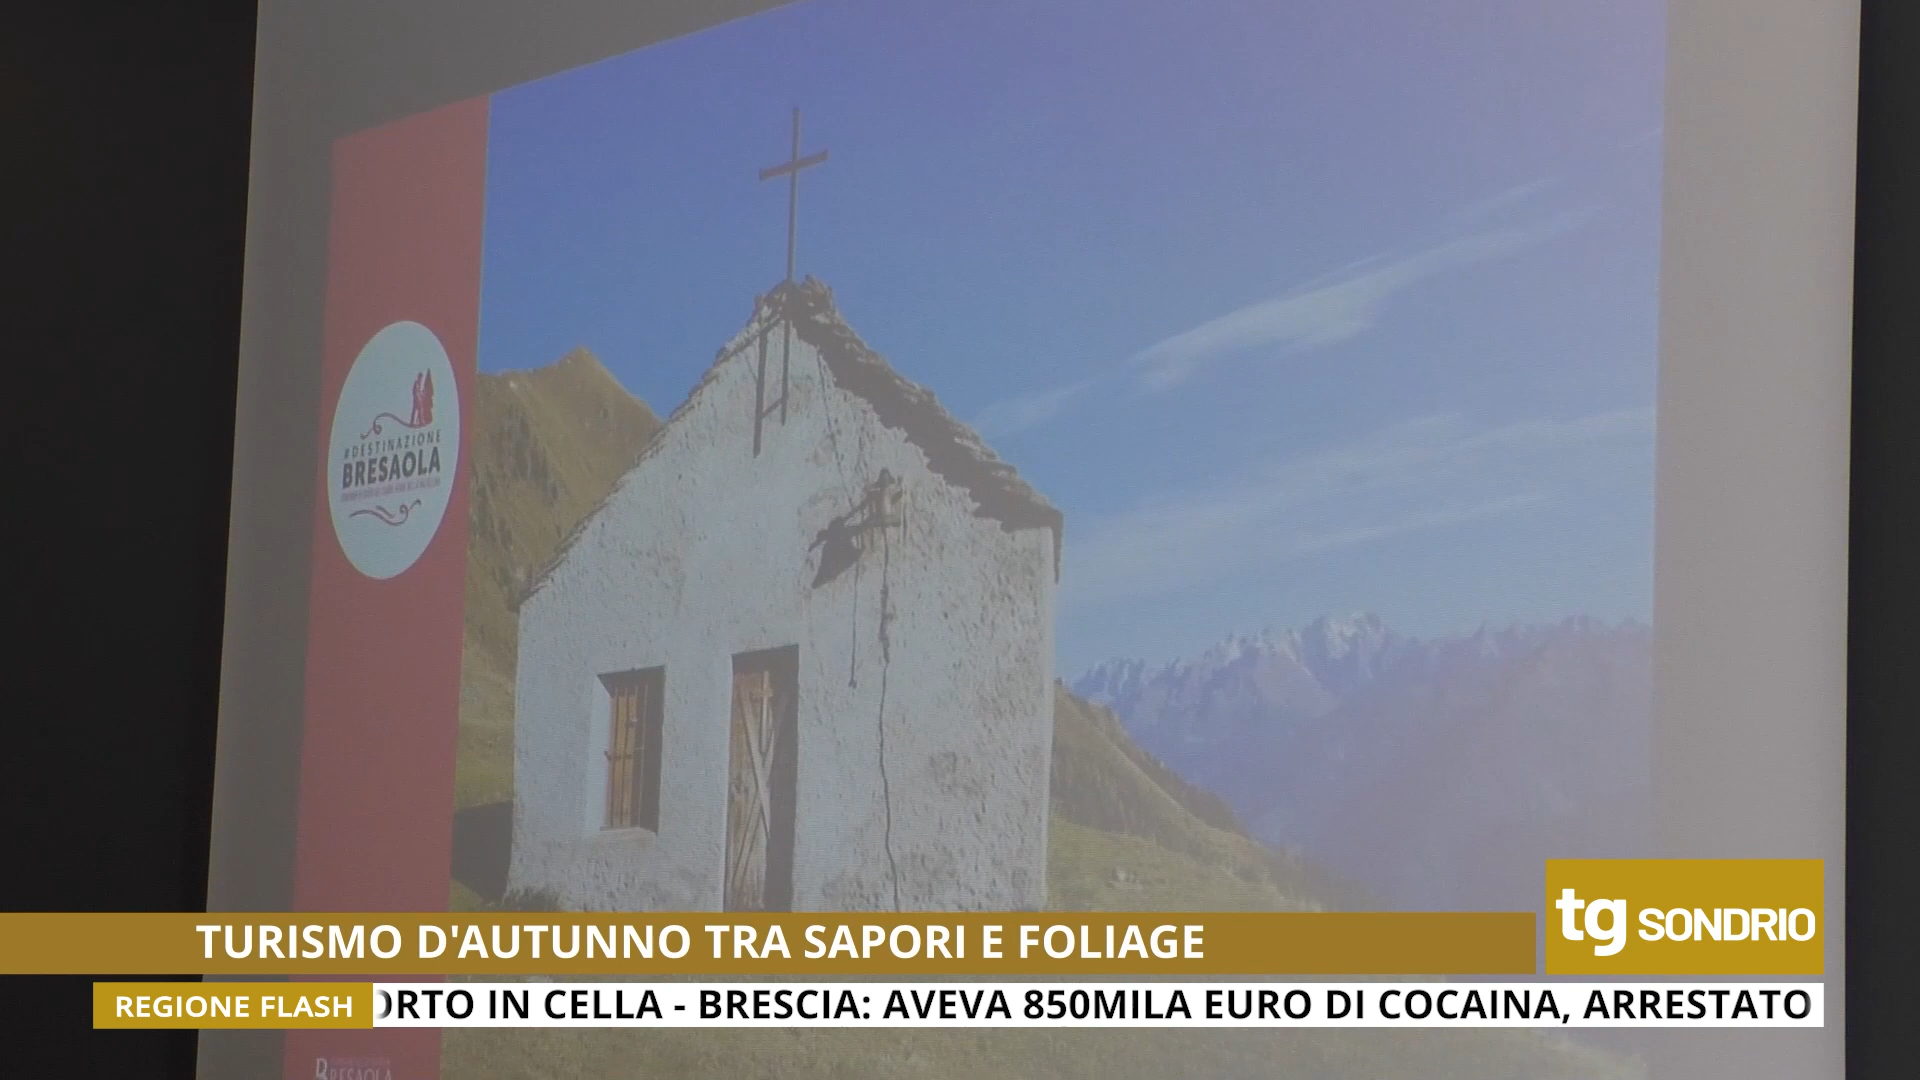 #DESTINAZIONE
BRESAOLA
TURISMO D'AUTUNNO TRA SAPORI E FOLIAGE
tg SONDRIO
REGIONE FLASH
ORTO IN CELLA - BRESCIA: AVEVA 850MILA EURO DI COCAINA, ARRESTATO
BRESAOLA